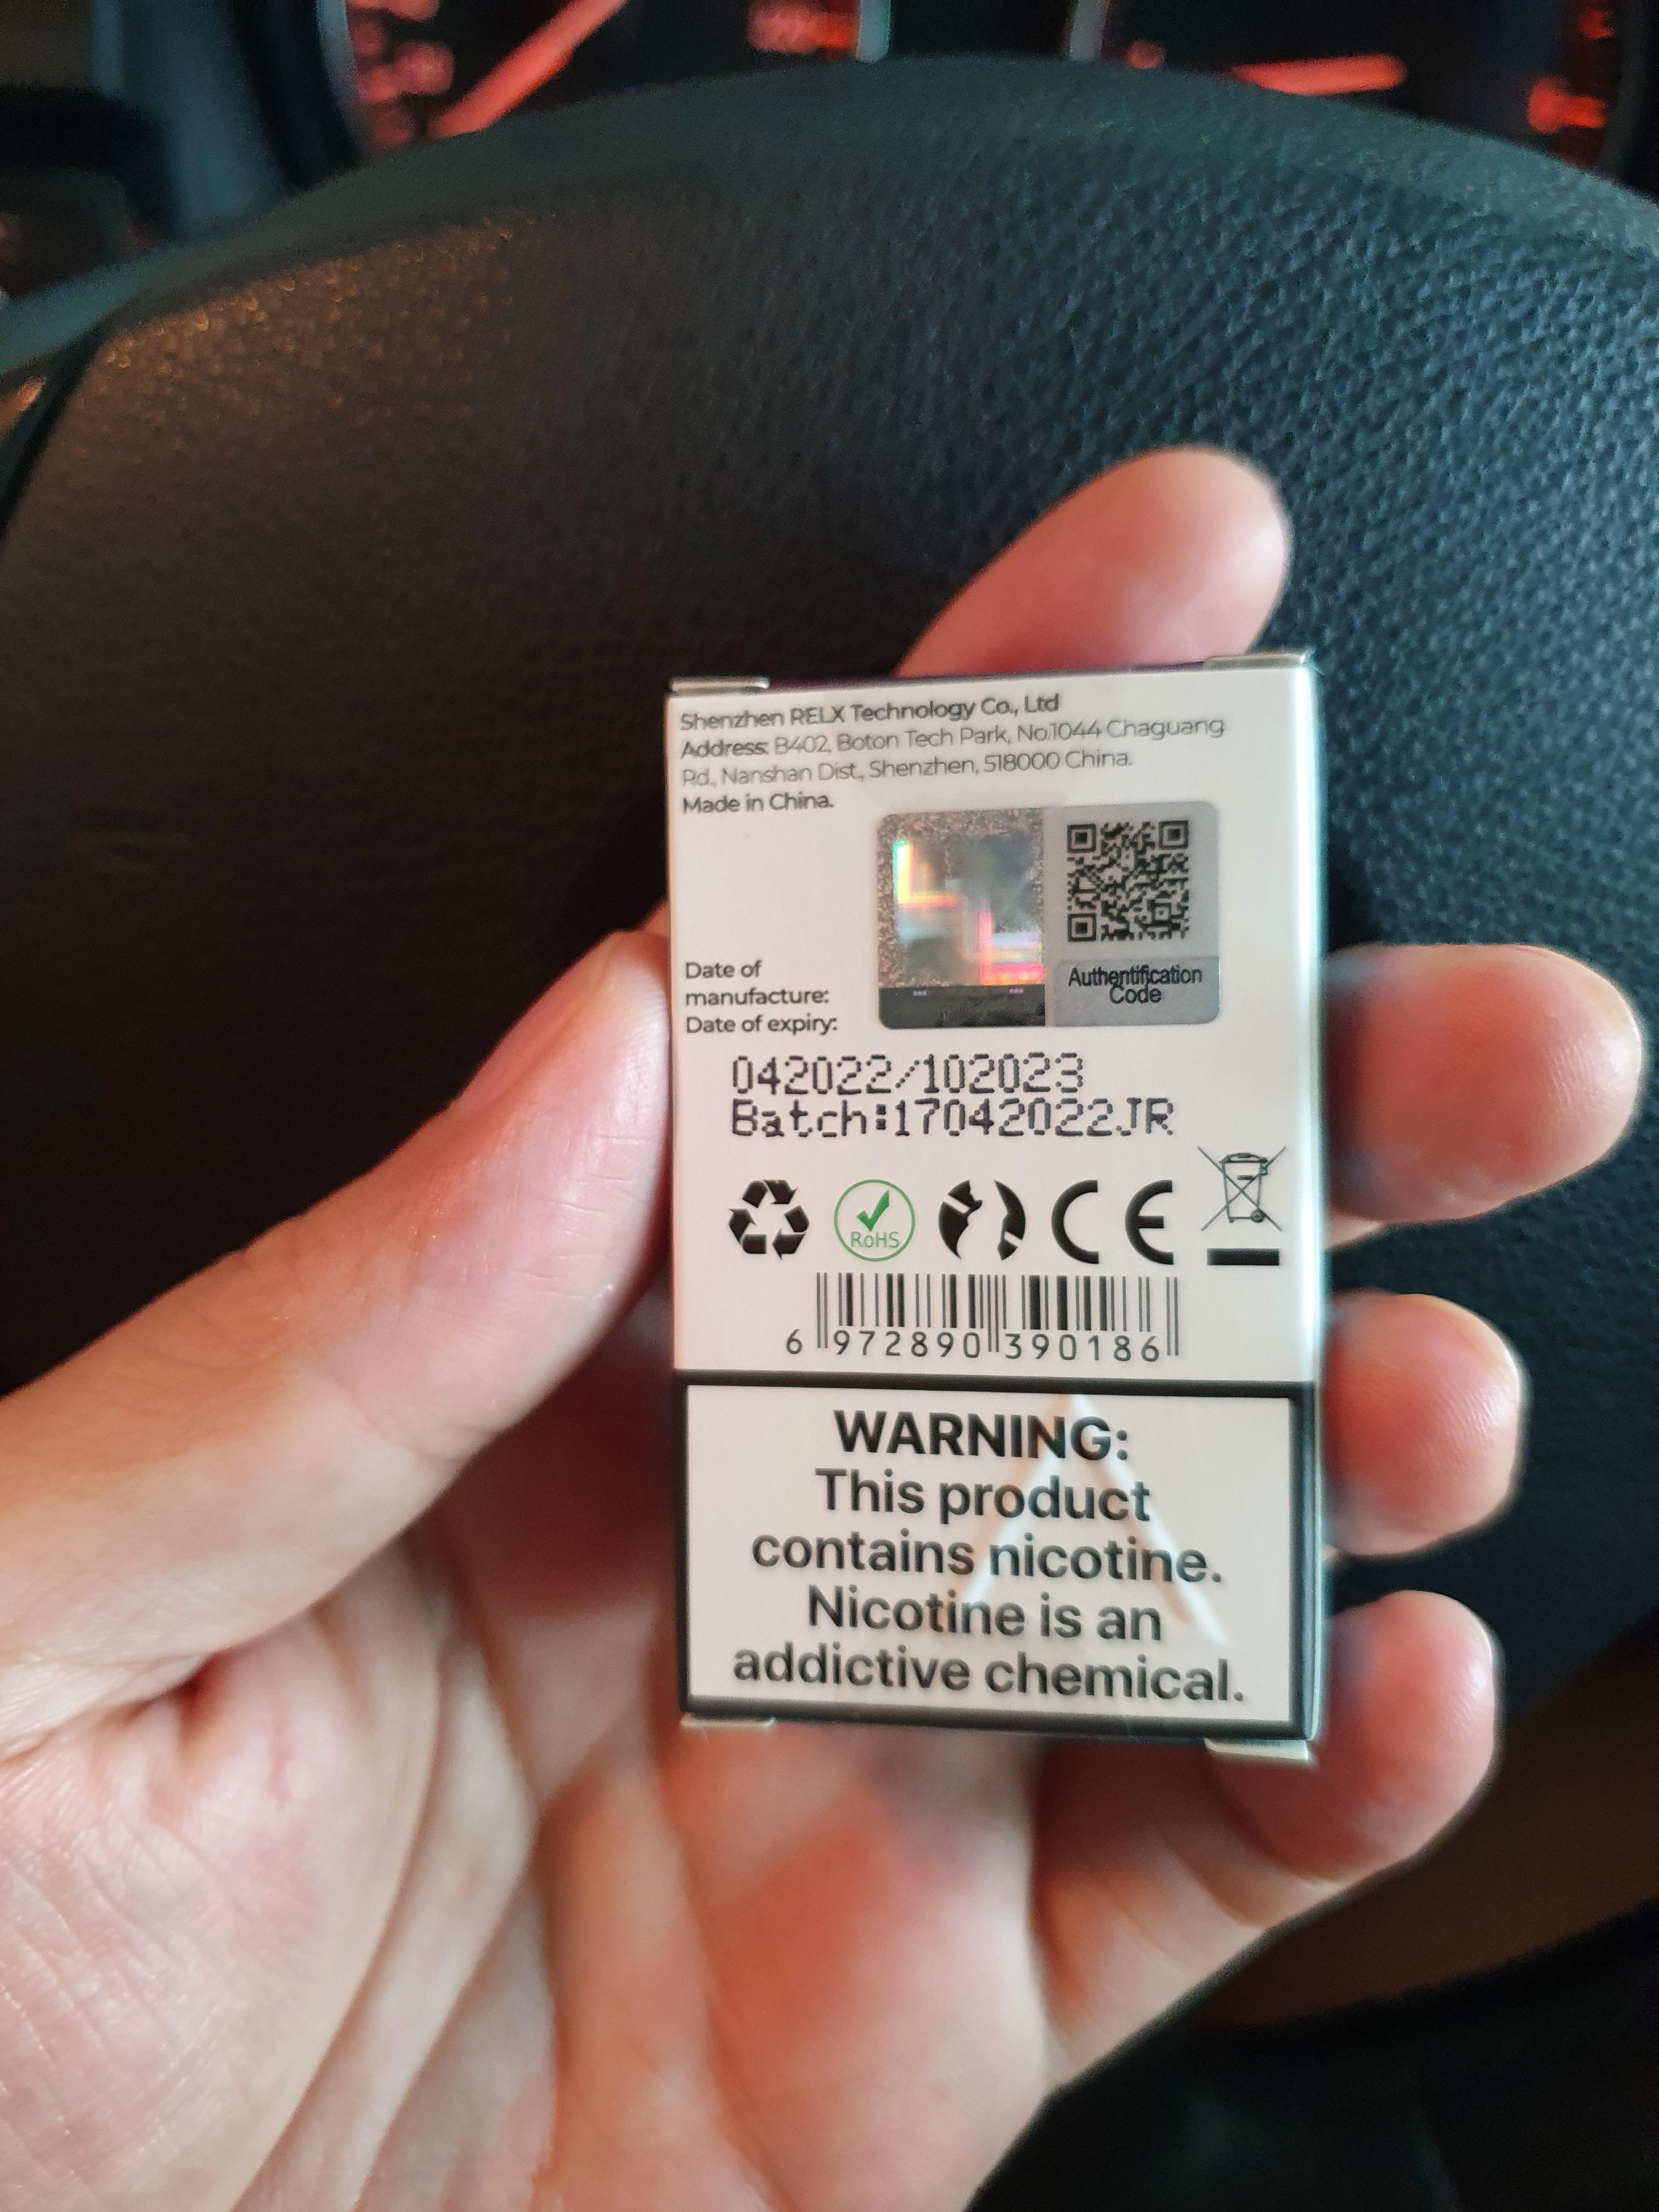 Shenzhen RELX Technology Co., Ltd
Address: B402, Boton Tech Park, No.1044 Chaguang
Rd., Nanshan Dist., Shenzhen, 518000 China.
Made in China.
Authentification
Code
Date of
manufacture:
Date of expiry:
042022/102023
Batch:17042022JR
RoHS
CE
6 972890 390186
WARNING:
This product
contains nicotine.
Nicotine is an
addictive chemical.